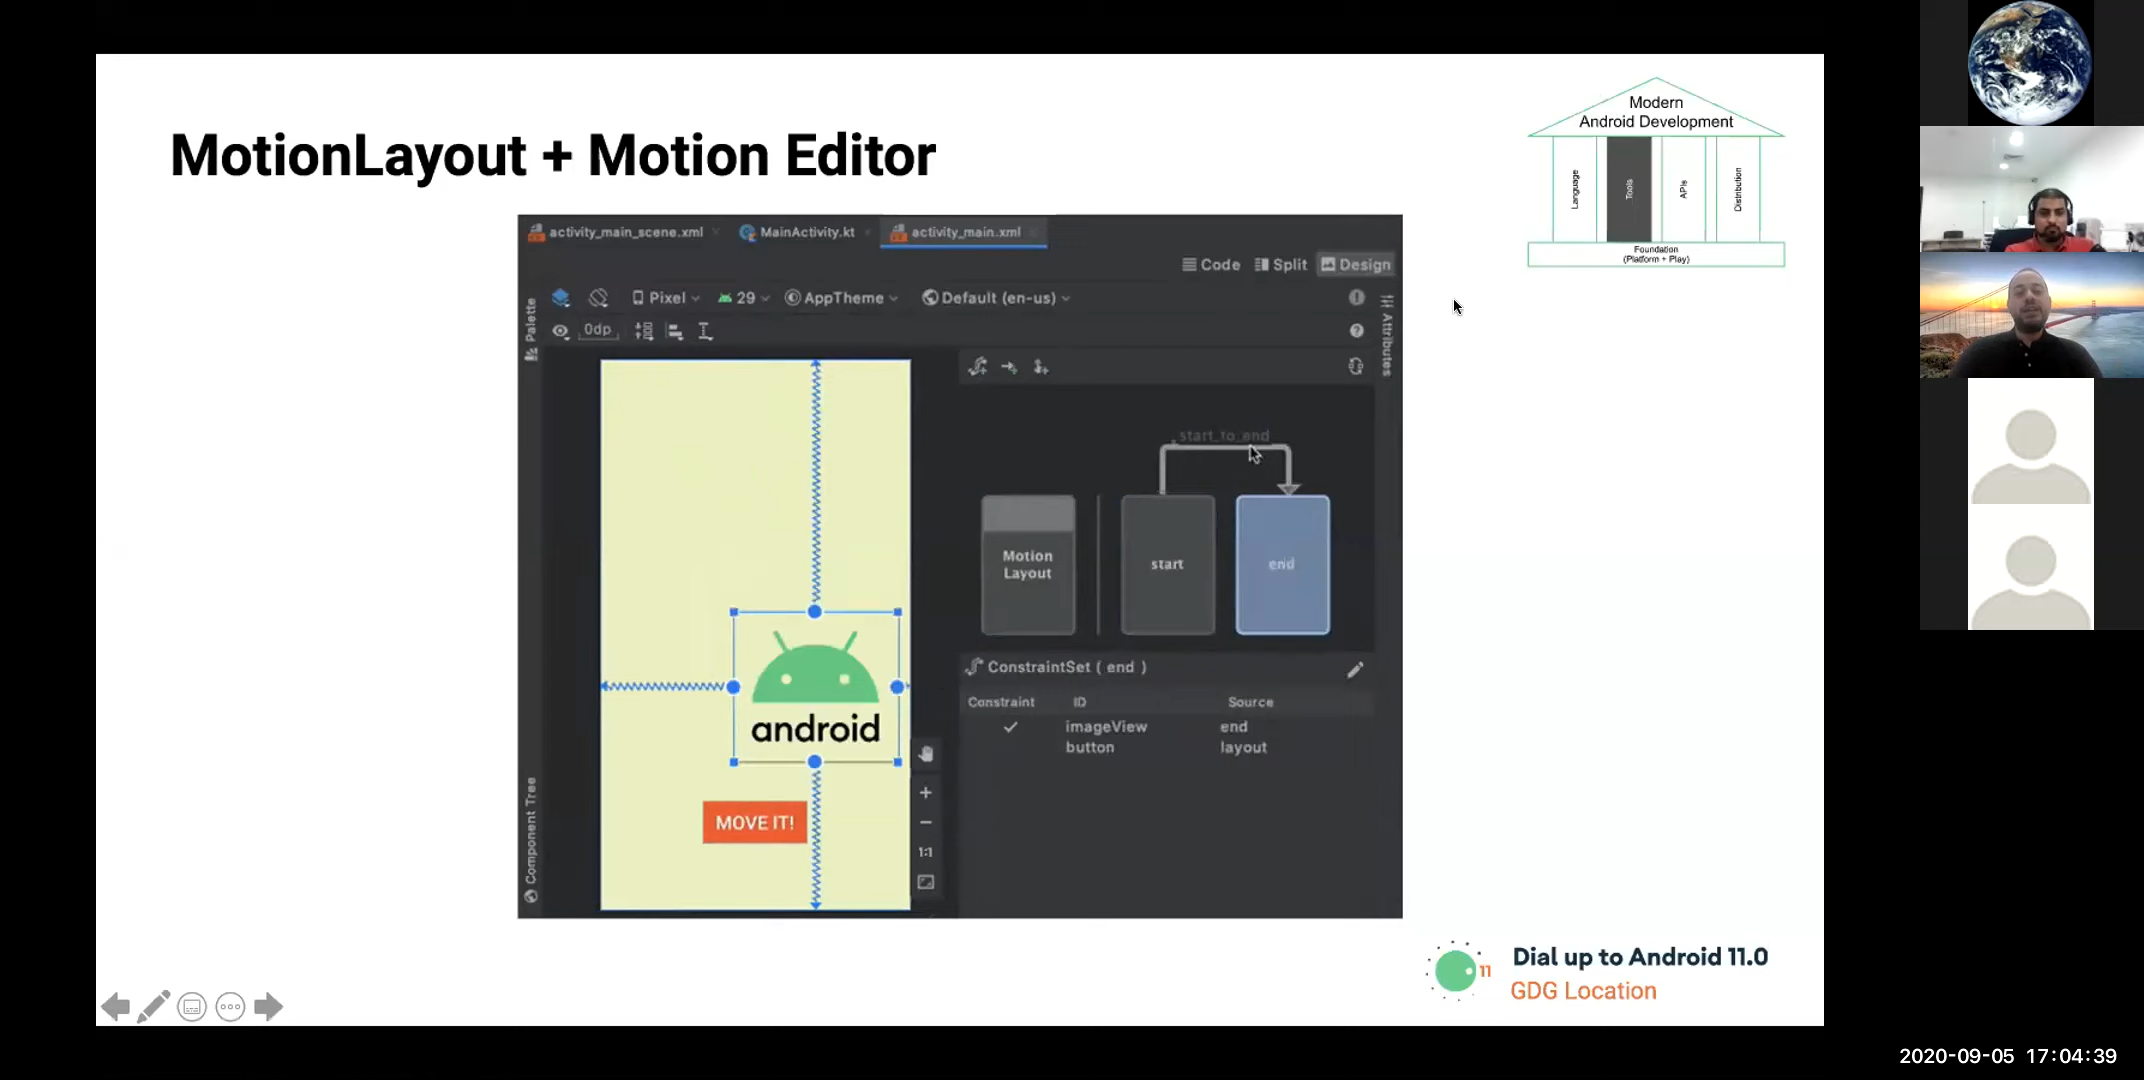 MotionLayout + Motion Editor
Modern
Android Development
Language
Tools
APIs
Distribution
Foundation
(Platform + Play)
activity_main_scene.xml
MainActivity.kt
activity_main.xml
Code
Split
Design
Palette
Pixel
29
AppTheme
Default (en-us)
Attributes
0dp
start_to_end
Motion
Layout
start
end
ConstraintSet ( end )
Constraint ID Source
imageView end
button layout
android
MOVE IT!
1:1
Component Tree
11
Dial up to Android 11.0
GDG Location
2020-09-05 17:04:39